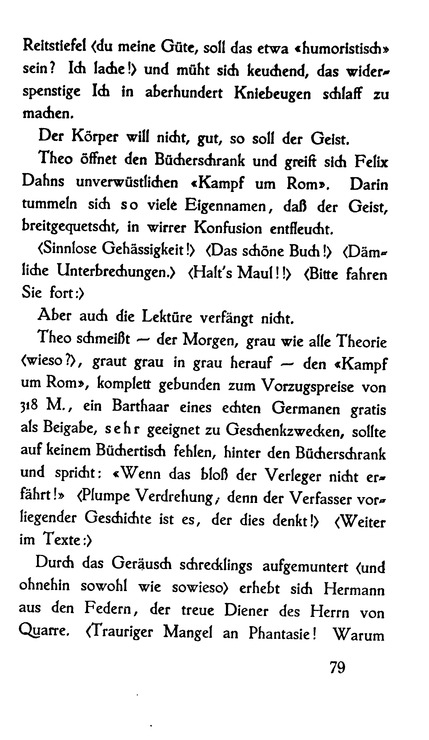 Reitstiefel ⟨du meine Güte, soll das etwa «humoristisch»
sein? Ich lache!⟩ und müht sich keuchend, das wider-
spenstige Ich in aberhundert Kniebeugen schlaff zu
machen.
Der Körper will nicht, gut, so soll der Geist.
Theo öffnet den Bücherschrank und greift sich Felix
Dahns unverwüstlichen «Kampf um Rom». Darin
tummeln sich so viele Eigennamen, daß der Geist,
breitgequetscht, in wirrer Konfusion entfleucht.
⟨Sinnlose Gehässigkeit!⟩ ⟨Das schöne Buch!⟩ ⟨Däm-
liche Unterbrechungen.⟩ ⟨Halt's Maul!!⟩ ⟨Bitte fahren
Sie fort:⟩
Aber auch die Lektüre verfängt nicht.
Theo schmeißt — der Morgen, grau wie alle Theorie
⟨wieso?⟩, graut grau in grau herauf — den «Kampf
um Rom», komplett gebunden zum Vorzugspreise von
318 M., ein Barthaar eines echten Germanen gratis
als Beigabe, sehr geeignet zu Geschenkzwecken, sollte
auf keinem Büchertisch fehlen, hinter den Bücherschrank
und spricht: «Wenn das bloß der Verleger nicht er-
fährt!» ⟨Plumpe Verdrehung, denn der Verfasser vor-
liegender Geschichte ist es, der dies denkt!⟩ ⟨Weiter
im Texte:⟩
Durch das Geräusch schrecklings aufgemuntert ⟨und
ohnehin sowohl wie sowieso⟩ erhebt sich Hermann
aus den Federn, der treue Diener des Herrn von
Quarre. ⟨Trauriger Mangel an Phantasie! Warum
79